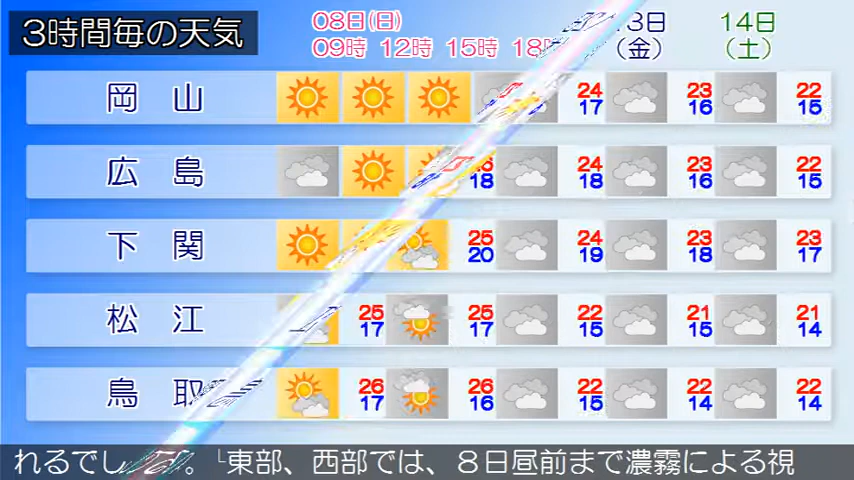 3時間毎の天気
08日(日)
09時 12時 15時 18時
13日
(金)
14日
(土)
岡 山 24 17 23 16 22 15
広 島 18 24 18 23 16 22 15
下 関 25 20 24 19 23 18 23 17
松 江 25 17 25 17 22 15 21 15 21 14
鳥 取 26 17 26 16 22 15 22 14 22 14
れるでし 。└東部、西部では、８日昼前まで濃霧による視